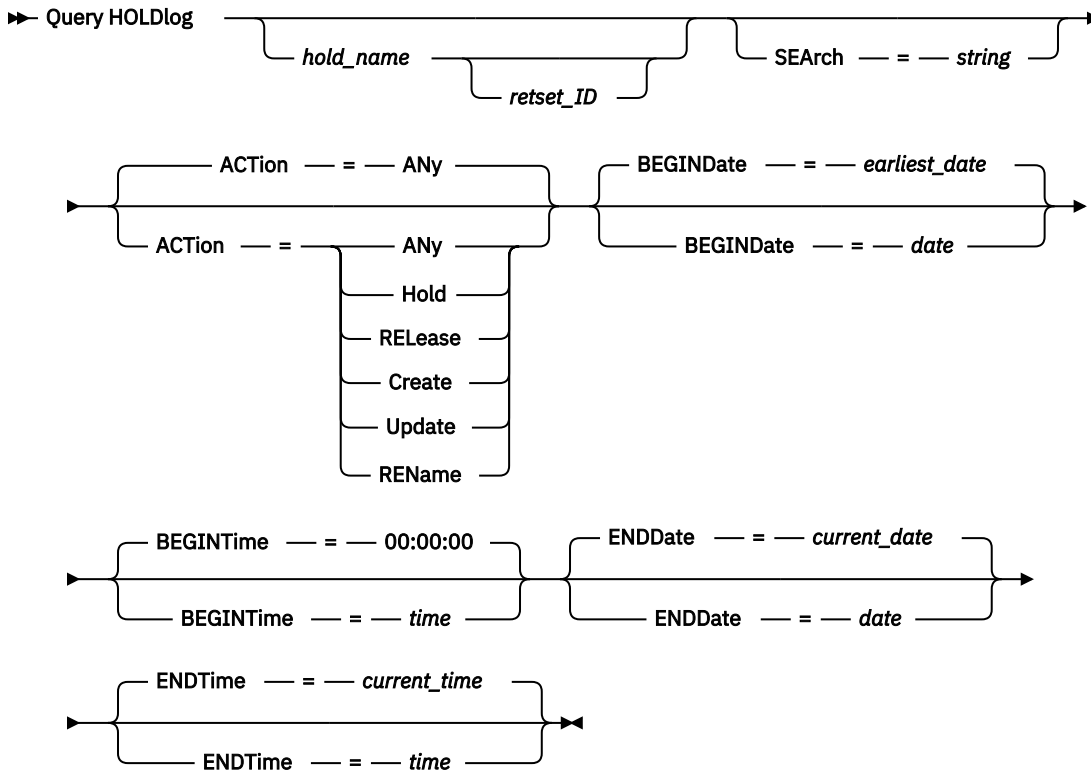 Query HOLDlog
hold_name
retset_ID
SEArch = string
ACTion = ANy
BEGINDate = earliest_date
ACTion = ANy
BEGINDate = date
Hold
RELease
Create
Update
REName
BEGINTime = 00:00:00
ENDDate = current_date
BEGINTime = time
ENDDate = date
ENDTime = current_time
ENDTime = time